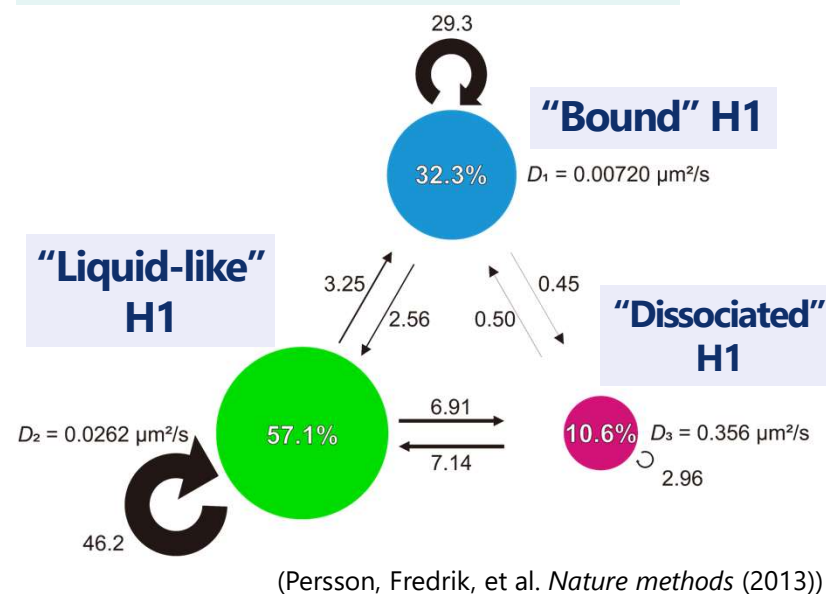 29.3
“Bound” H1
32.3%
D₁ = 0.00720 μm²/s
“Liquid-like”
H1
3.25
2.56
0.45
0.50
“Dissociated”
H1
6.91
7.14
D₂ = 0.0262 μm²/s
57.1%
10.6%
D₃ = 0.356 μm²/s
2.96
46.2
(Persson, Fredrik, et al. Nature methods (2013))